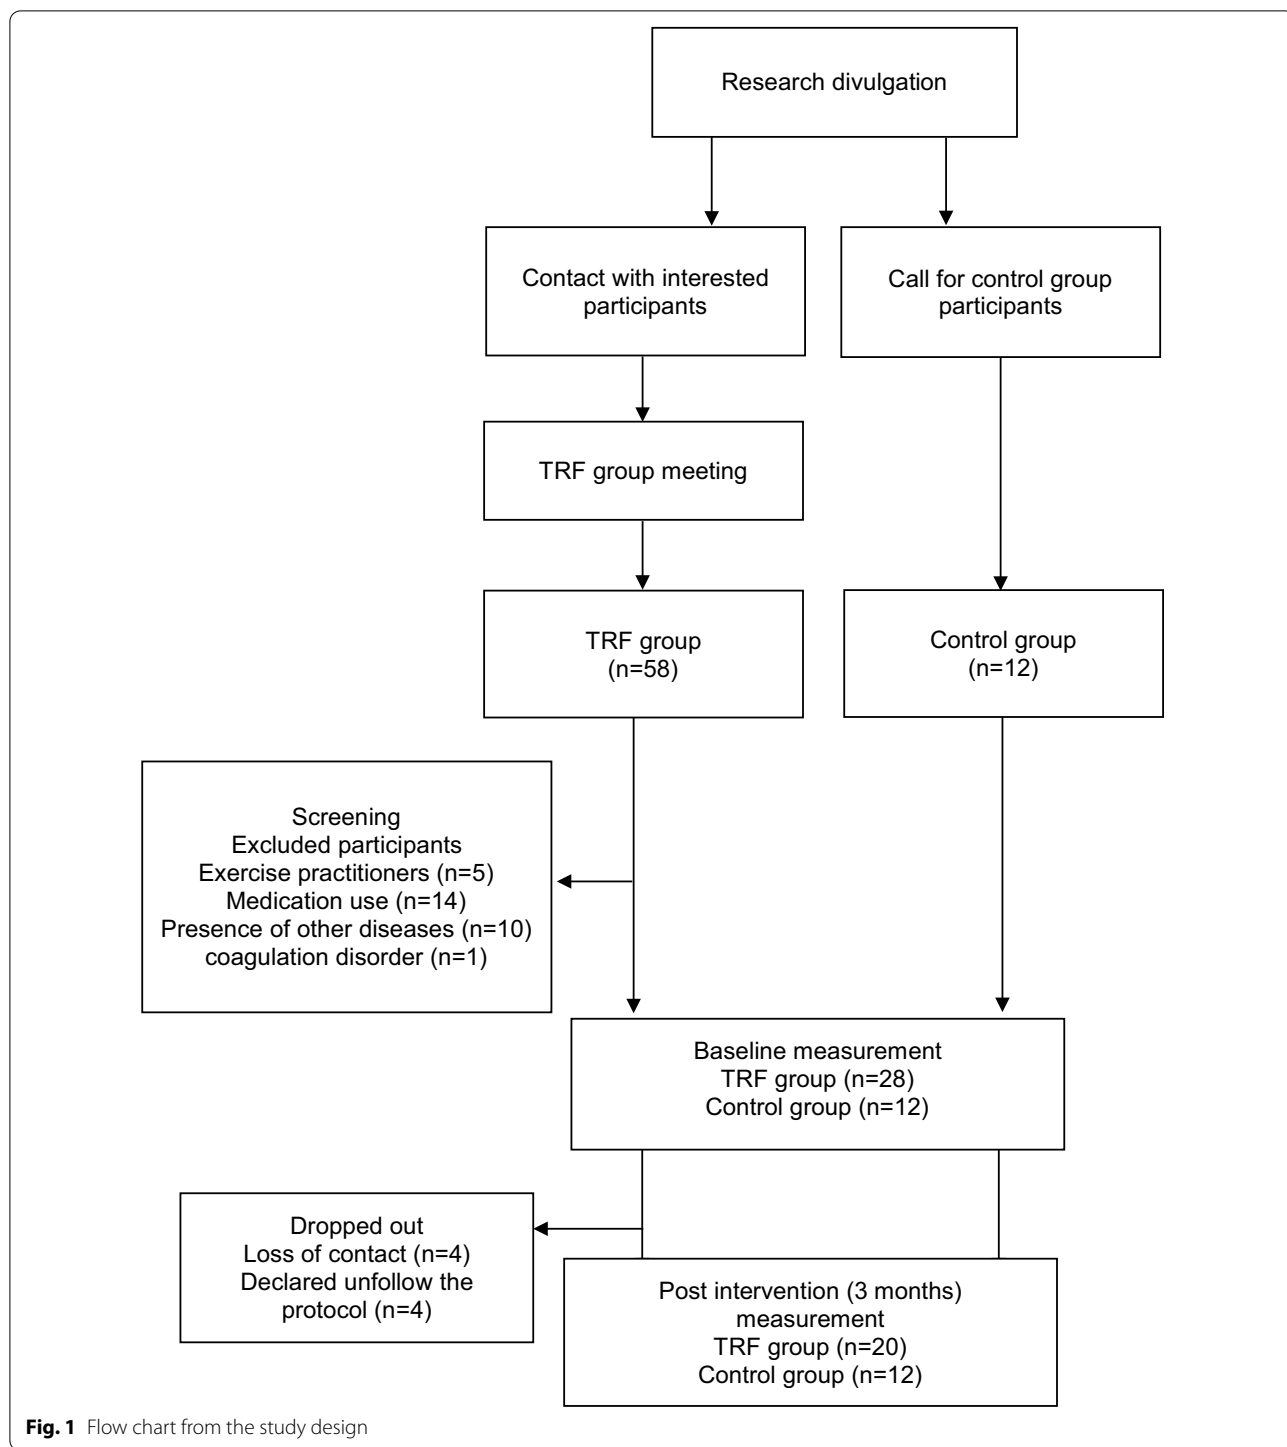 Research divulgation
Contact with interested
participants
Call for control group
participants
TRF group meeting
TRF group
(n=58)
Control group
(n=12)
Screening
Excluded participants
Exercise practitioners (n=5)
Medication use (n=14)
Presence of other diseases (n=10)
coagulation disorder (n=1)
Baseline measurement
TRF group (n=28)
Control group (n=12)
Dropped out
Loss of contact (n=4)
Declared unfollow the
protocol (n=4)
Post intervention (3 months)
measurement
TRF group (n=20)
Control group (n=12)
Fig. 1 Flow chart from the study design